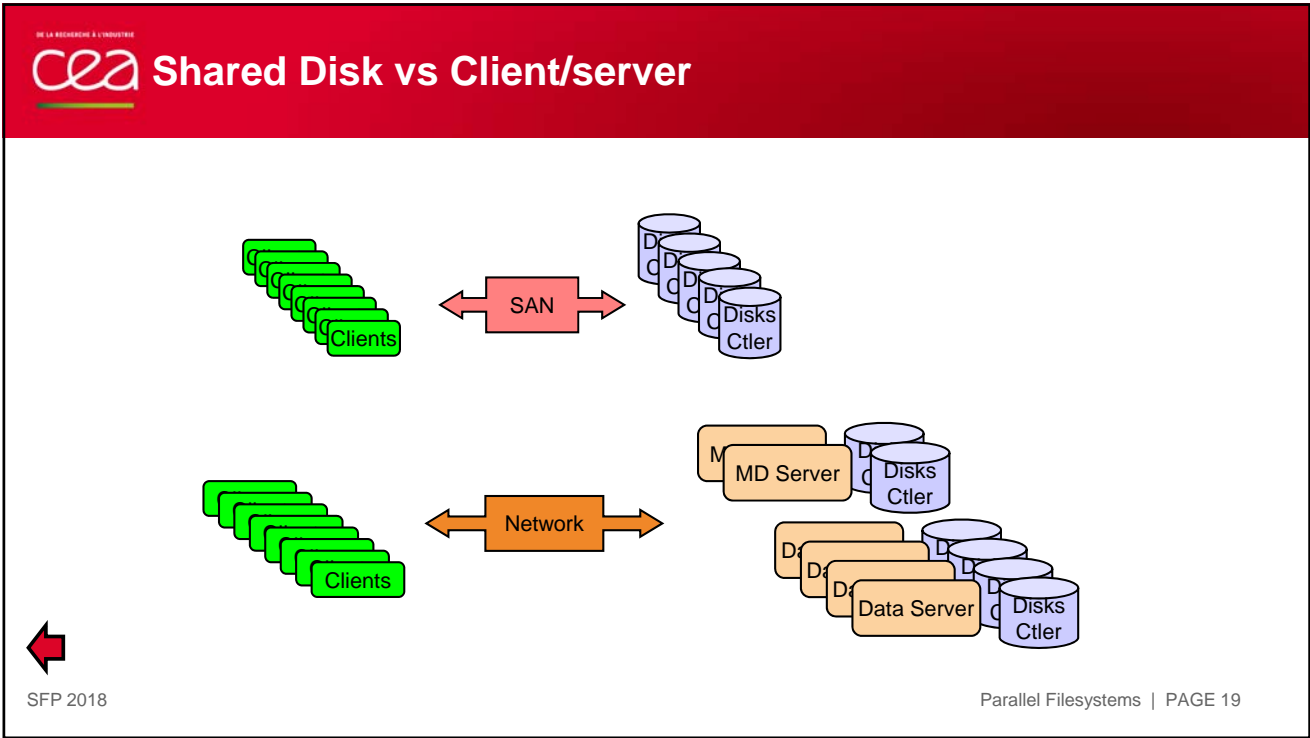 DE LA RECHERCHE À L'INDUSTRIE
cea
Shared Disk vs Client/server
Clients
SAN
Disks
Ctler
MD Server
Disks
Ctler
Clients
Network
Data Server
Disks
Ctler
SFP 2018
Parallel Filesystems | PAGE 19